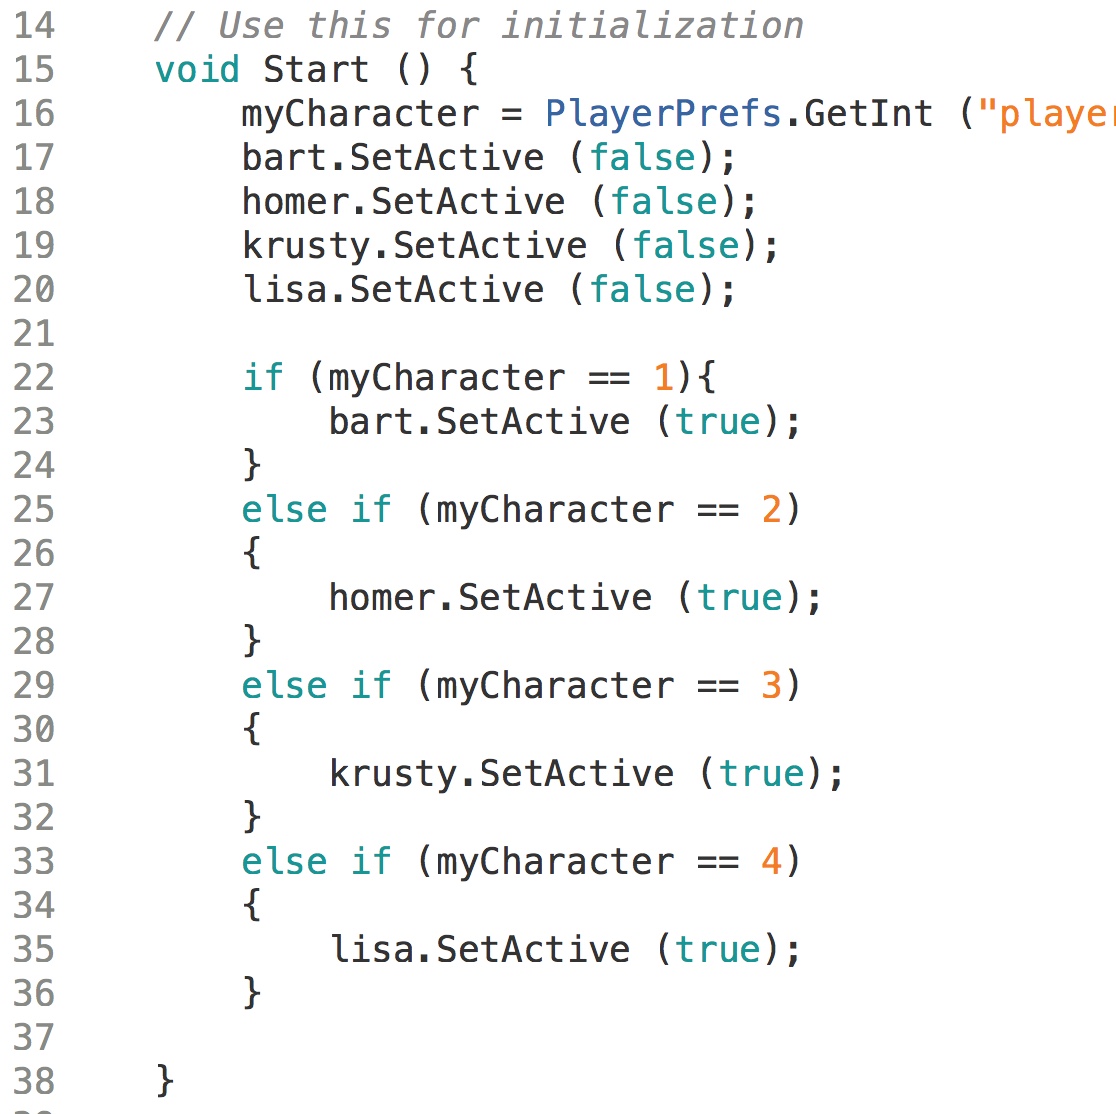 14 // Use this for initialization
15 void Start () {
16 myCharacter = PlayerPrefs.GetInt ("player
17 bart.SetActive (false);
18 homer.SetActive (false);
19 krusty.SetActive (false);
20 lisa.SetActive (false);
21
22 if (myCharacter == 1){
23 bart.SetActive (true);
24 }
25 else if (myCharacter == 2)
26 {
27 homer.SetActive (true);
28 }
29 else if (myCharacter == 3)
30 {
31 krusty.SetActive (true);
32 }
33 else if (myCharacter == 4)
34 {
35 lisa.SetActive (true);
36 }
37
38 }